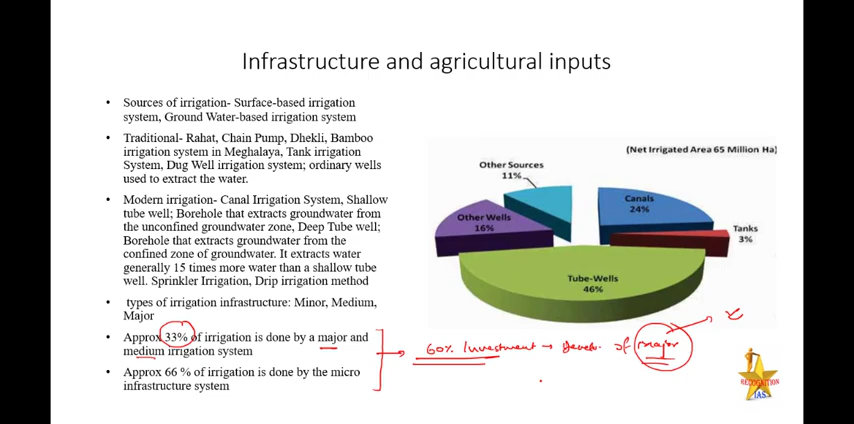 Infrastructure and agricultural inputs
• Sources of irrigation- Surface-based irrigation
system, Ground Water-based irrigation system
• Traditional- Rahat, Chain Pump, Dhekli, Bamboo
irrigation system in Meghalaya, Tank irrigation
System, Dug Well irrigation system; ordinary wells
used to extract the water.
• Modern irrigation- Canal Irrigation System, Shallow
tube well; Borehole that extracts groundwater from
the unconfined groundwater zone, Deep Tube well;
Borehole that extracts groundwater from the
confined zone of groundwater. It extracts water
generally 15 times more water than a shallow tube
well. Sprinkler Irrigation, Drip irrigation method
• types of irrigation infrastructure: Minor, Medium,
Major
• Approx 33% of irrigation is done by a major and
medium irrigation system
• Approx 66 % of irrigation is done by the micro
infrastructure system
(Net Irrigated Area 65 Million Ha)
Other Sources
11%
Canals
24%
Other Wells
16%
Tanks
3%
Tube-Wells
46%
60% Investment → of major
RECOGNITION
IAS